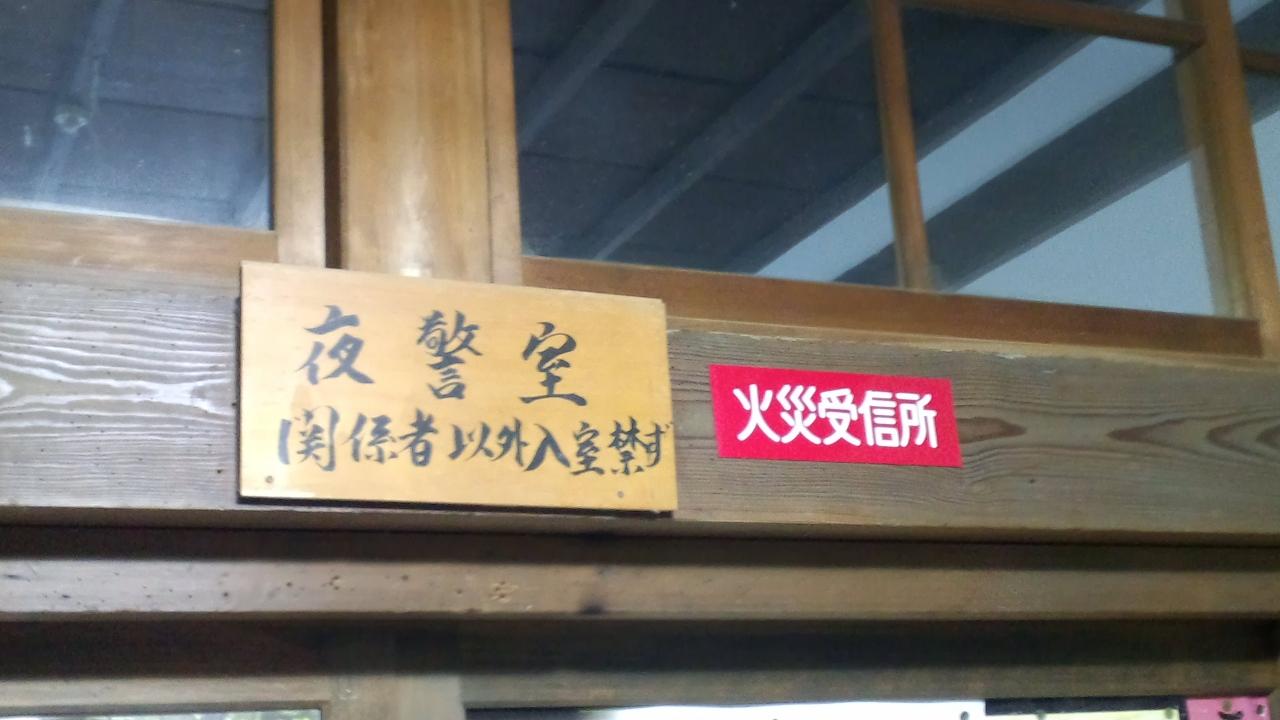 夜警室
関係者以外入室禁ず
火災受信所